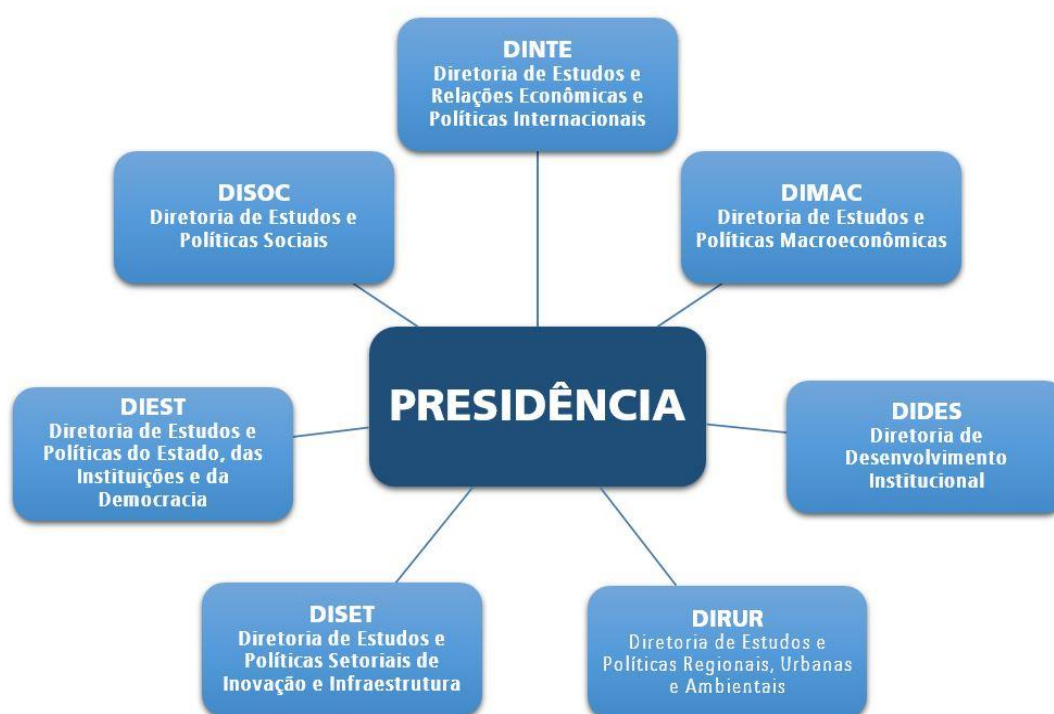 DINTE
Diretoria de Estudos e
Relações Econômicas e
Políticas Internacionais
DISOC
Diretoria de Estudos e
Políticas Sociais
DIMAC
Diretoria de Estudos e
Políticas Macroeconômicas
PRESIDÊNCIA
DIEST
Diretoria de Estudos e
Políticas do Estado, das
Instituições e da
Democracia
DIDES
Diretoria de
Desenvolvimento
Institucional
DISET
Diretoria de Estudos e
Políticas Setoriais de
Inovação e Infraestrutura
DIRUR
Diretoria de Estudos e
Políticas Regionais, Urbanas
e Ambientais